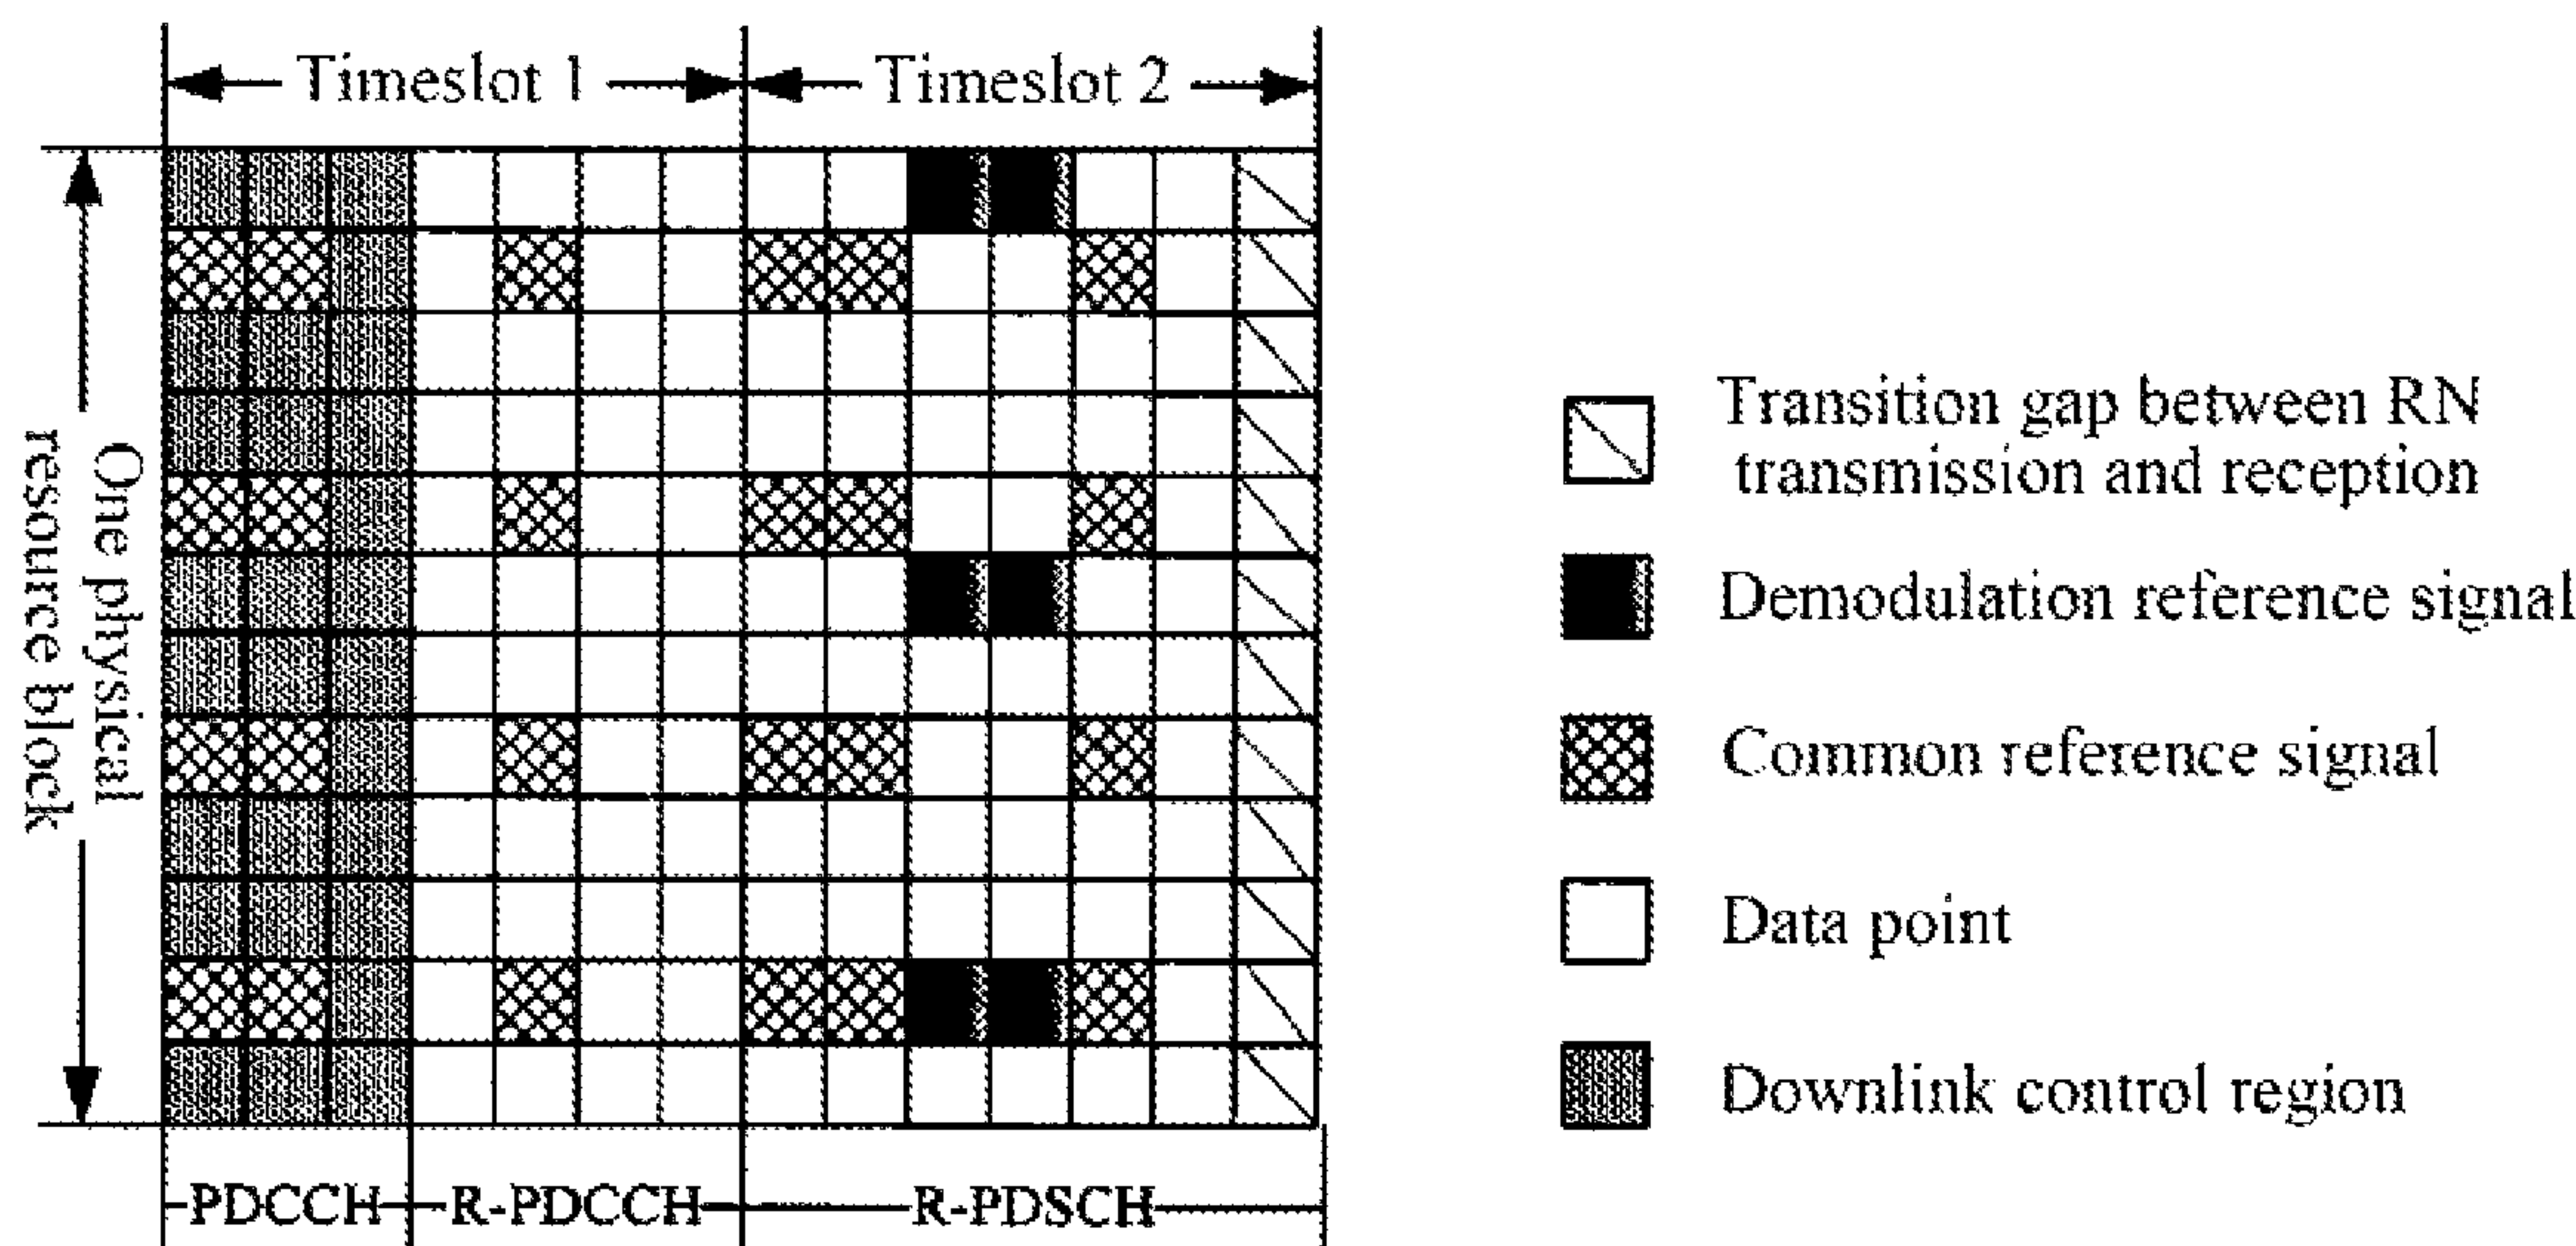 Timeslot 1
Timeslot 2
One physical
resource block
PDCCH
R-PDCCH
R-PDSCH
Transition gap between RN
transmission and reception
Demodulation reference signal
Common reference signal
Data point
Downlink control region